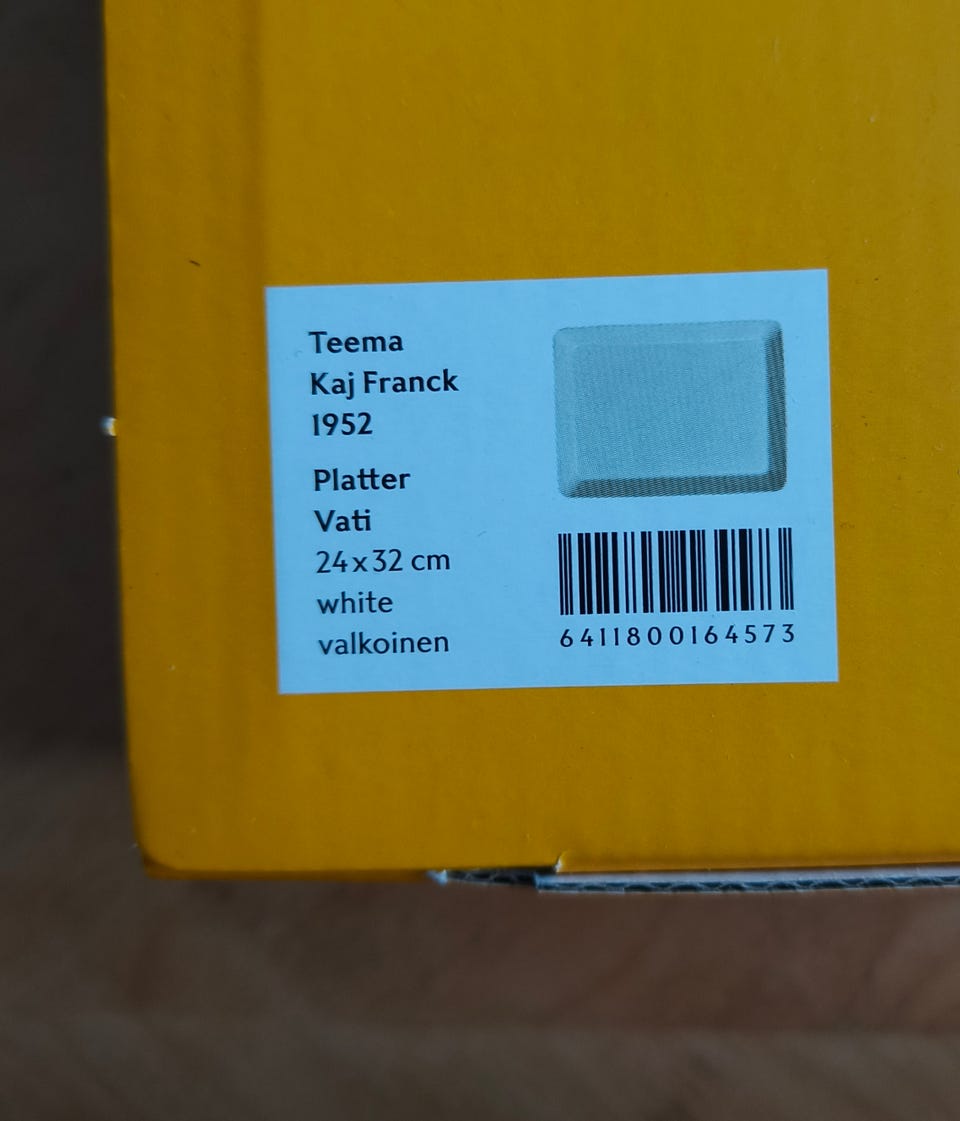 Teema
Kaj Franck
1952
Platter
Vati
24x32 cm
white
valkoinen
6411800164573